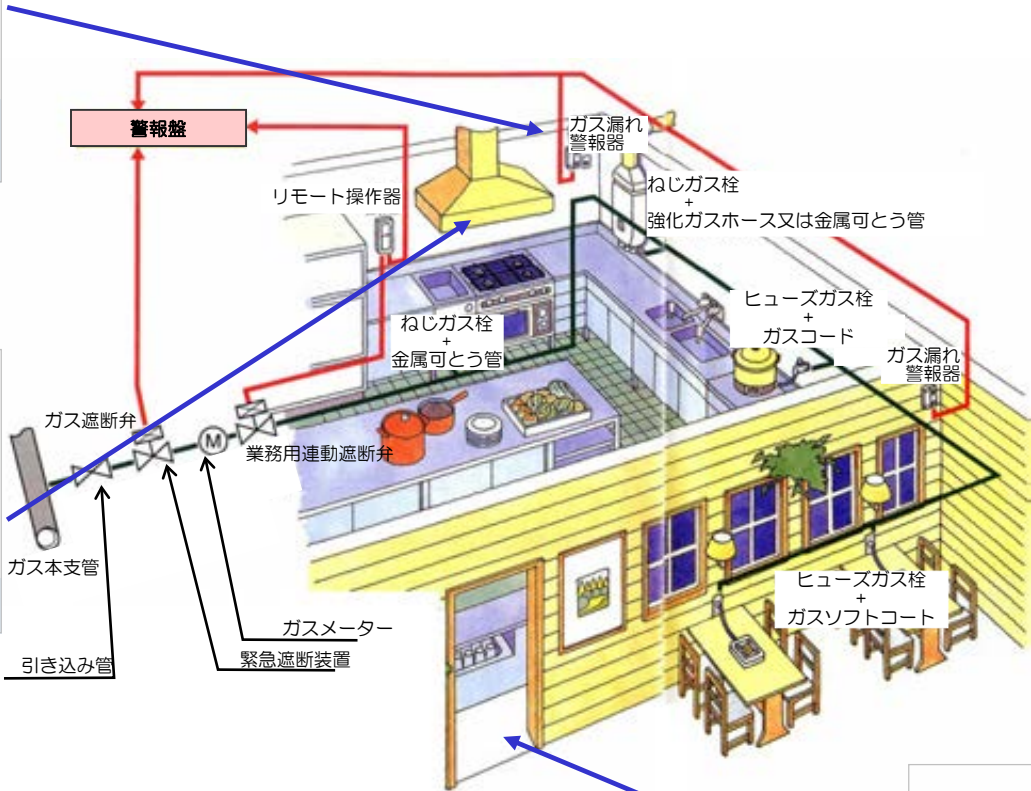 警報盤
ガス漏れ
警報器
リモート操作器
ねじガス栓
+
強化ガスホース又は金属可とう管
ヒューズガス栓
+
ガスコード
ねじガス栓
+
金属可とう管
ガス漏れ
警報器
ガス遮断弁
M
業務用連動遮断弁
ガス本支管
ヒューズガス栓
+
ガスソフトコート
ガスメーター
緊急遮断装置
引き込み管